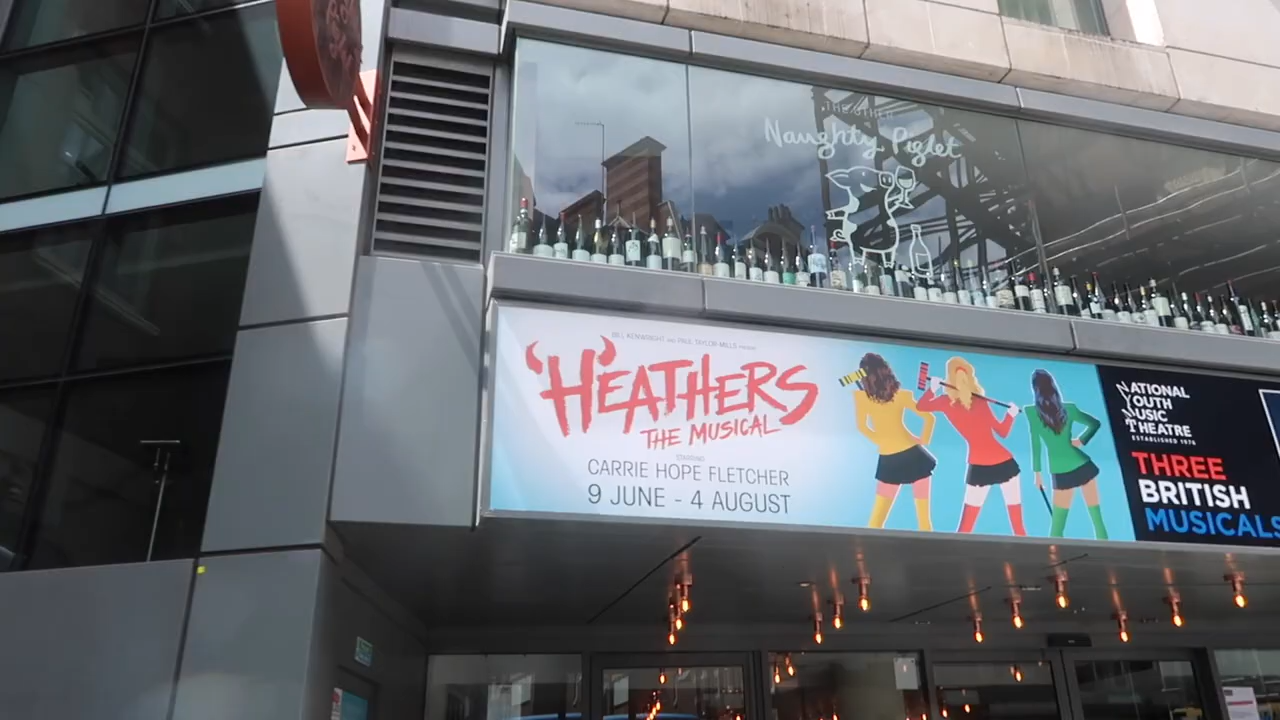 THE OTHER
Naughty Piglet
BILL KENWRIGHT AND PAUL TAYLOR-MILLS PRESENT
HEATHERS
THE MUSICAL
STARRING
CARRIE HOPE FLETCHER
9 JUNE - 4 AUGUST
NATIONAL
YOUTH
MUSIC
THEATRE
ESTABLISHED 1976
THREE
BRITISH
MUSICALS